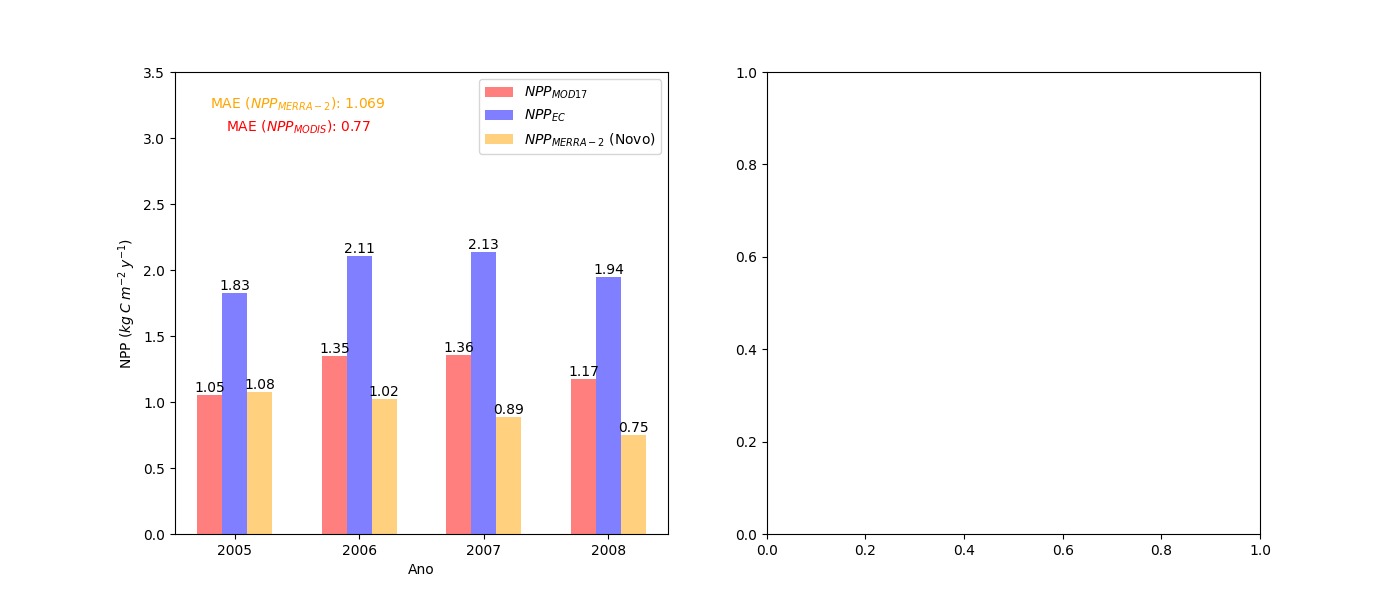 MAE (NPP_MERRA−2): 1.069
MAE (NPP_MODIS): 0.77
NPP_MOD17
NPP_EC
NPP_MERRA−2 (Novo)
NPP (kg C m⁻² y⁻¹)
3.5
3.0
2.5
2.0
1.5
1.0
0.5
0.0
1.05
1.83
1.08
1.35
2.11
1.02
1.36
2.13
0.89
1.17
1.94
0.75
2005 2006 2007 2008
Ano
1.0
0.8
0.6
0.4
0.2
0.0
0.0 0.2 0.4 0.6 0.8 1.0